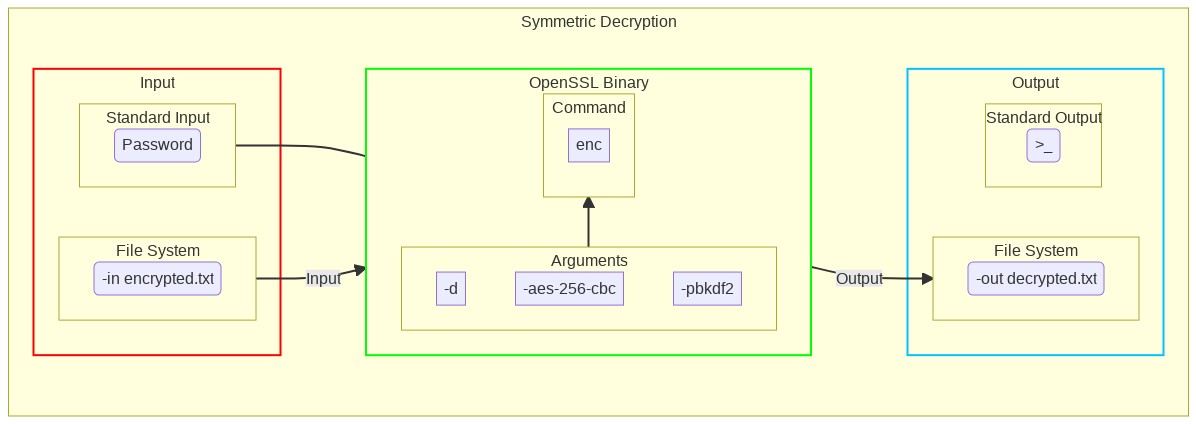 Symmetric Decryption
Input
Standard Input
Password
File System
-in encrypted.txt
Input
OpenSSL Binary
Command
enc
Arguments
-d
-aes-256-cbc
-pbkdf2
Output
Output
Standard Output
>_
File System
-out decrypted.txt